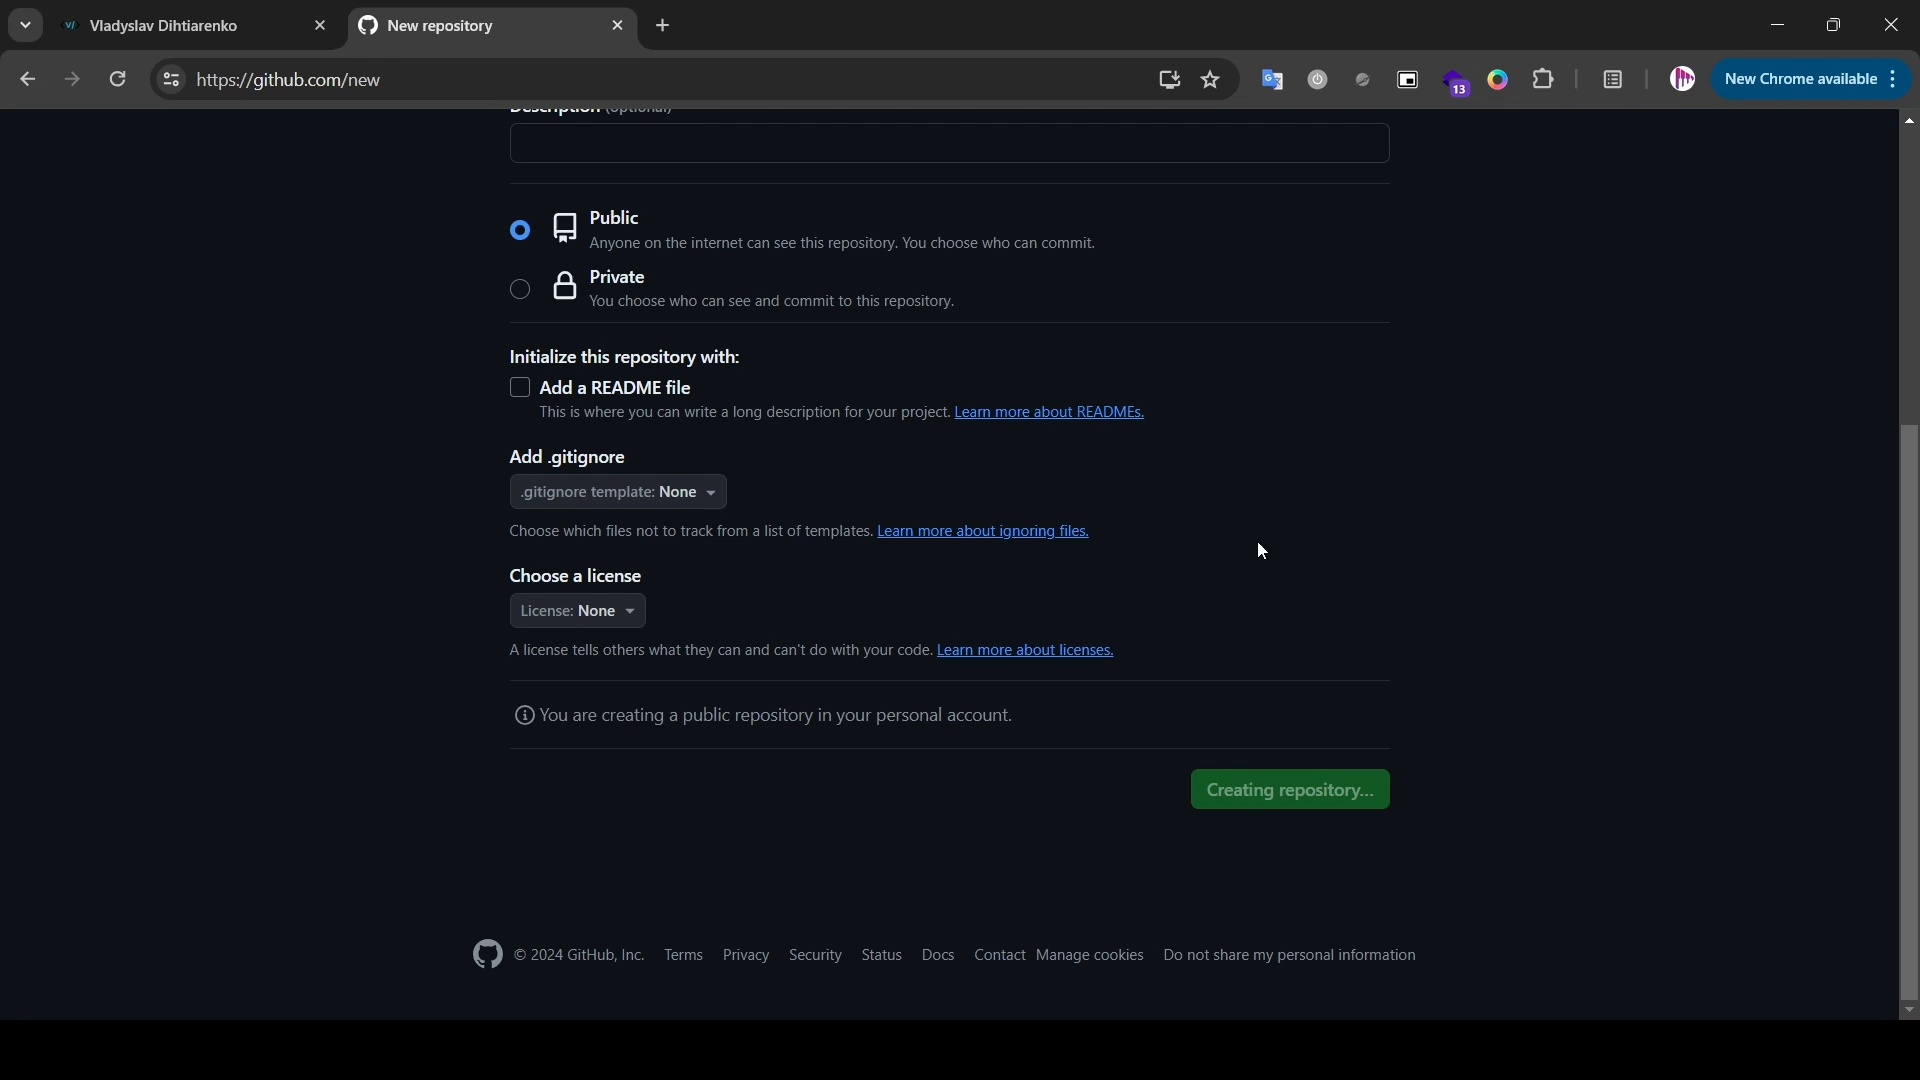 Vladyslav Dihtiarenko
New repository
https://github.com/new
13
New Chrome available
Description (optional)
Public
Anyone on the internet can see this repository. You choose who can commit.
Private
You choose who can see and commit to this repository.
Initialize this repository with:
Add a README file
This is where you can write a long description for your project. Learn more about READMEs.
Add .gitignore
.gitignore template: None
Choose which files not to track from a list of templates. Learn more about ignoring files.
Choose a license
License: None
A license tells others what they can and can't do with your code. Learn more about licenses.
You are creating a public repository in your personal account.
Creating repository...
© 2024 GitHub, Inc. Terms Privacy Security Status Docs Contact Manage cookies Do not share my personal information